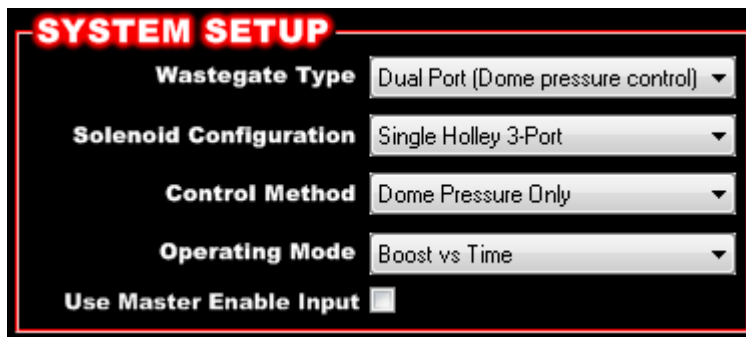 SYSTEM SETUP
Wastegate Type Dual Port (Dome pressure control)
Solenoid Configuration Single Holley 3-Port
Control Method Dome Pressure Only
Operating Mode Boost vs Time
Use Master Enable Input